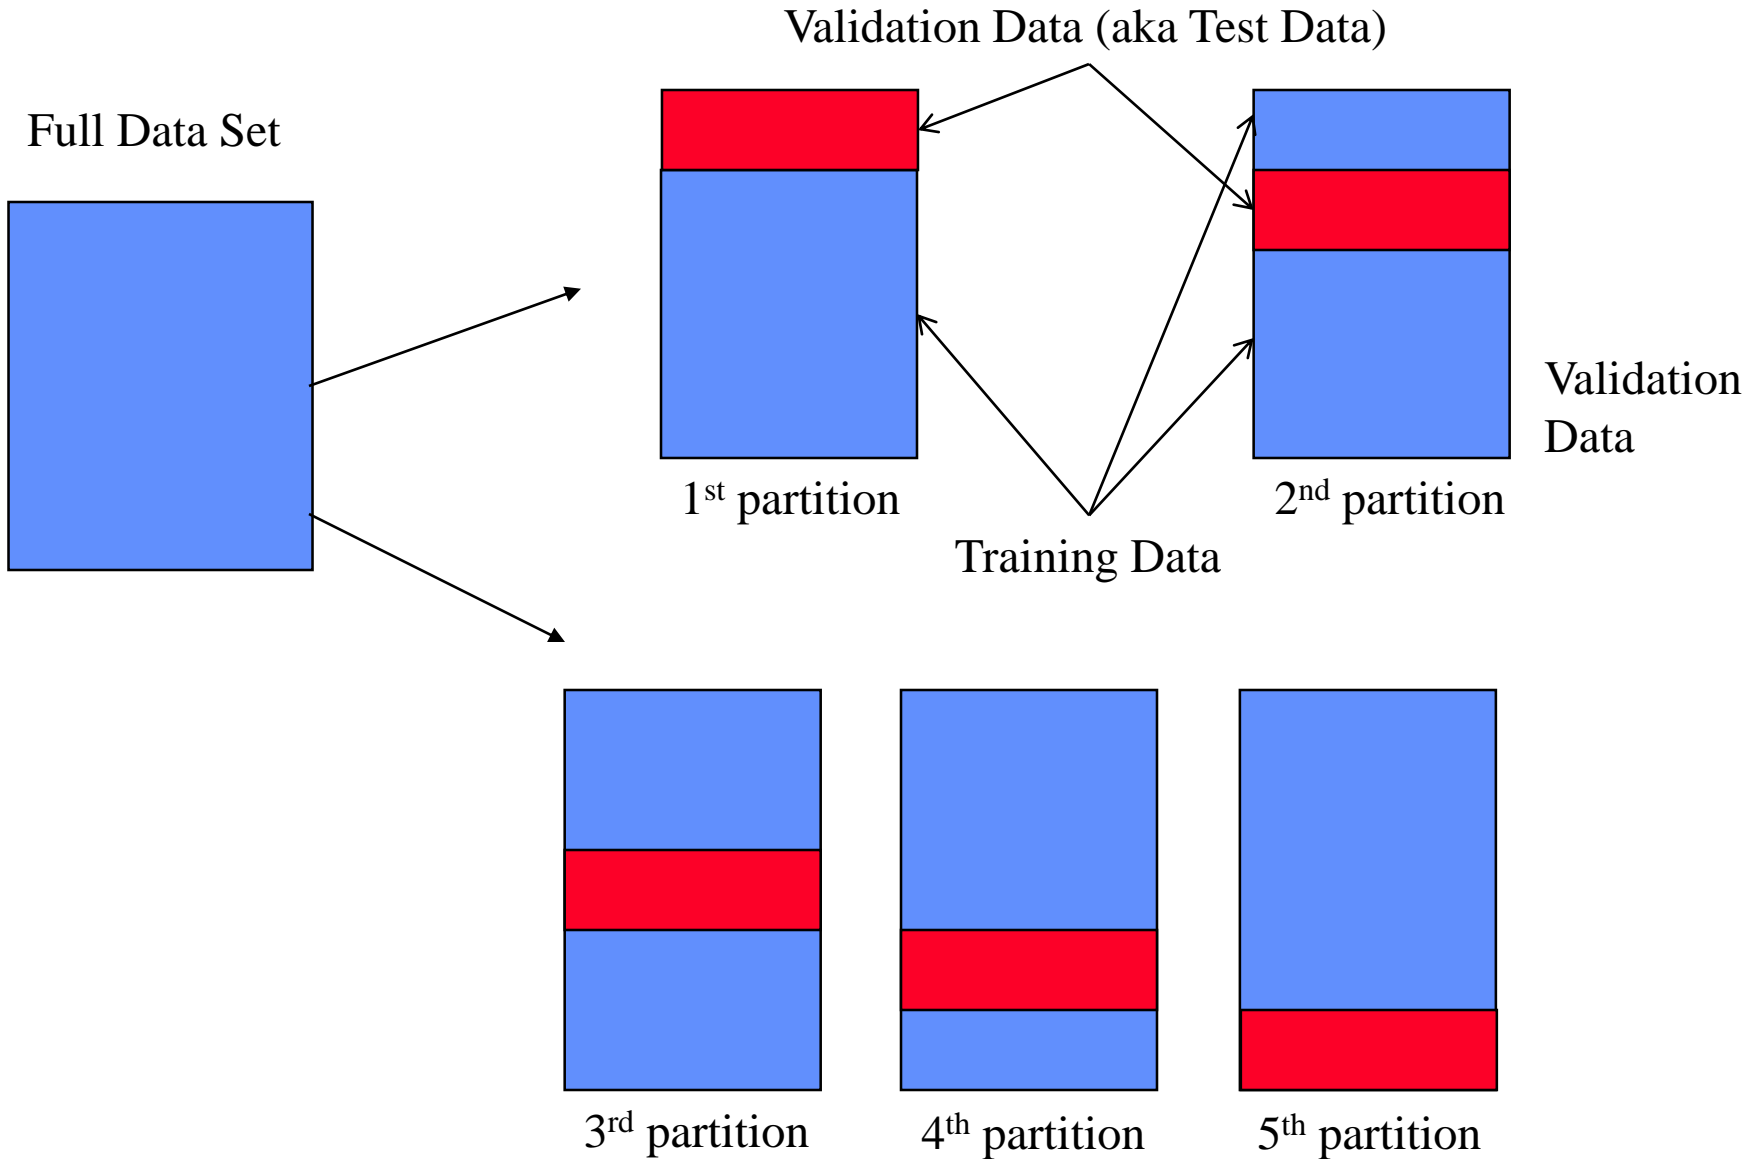 Validation Data (aka Test Data)
Full Data Set
Validation
Data
1st partition
2nd partition
Training Data
3rd partition
4th partition
5th partition